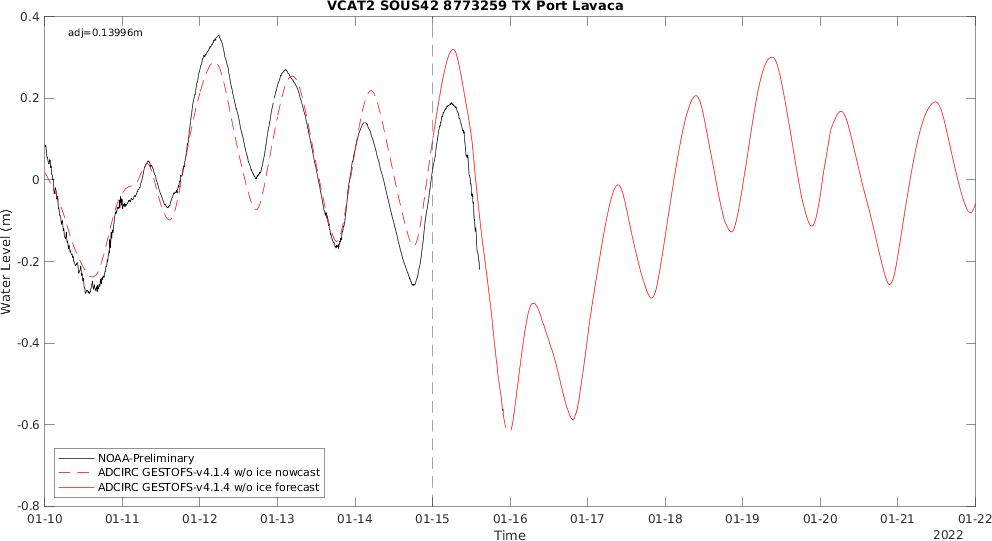 VCAT2 SOUS42 8773259 TX Port Lavaca
adj=0.13996m
0.4
0.2
0
-0.2
-0.4
-0.6
-0.8
Water Level (m)
NOAA-Preliminary
ADCIRC GESTOFS-v4.1.4 w/o ice nowcast
ADCIRC GESTOFS-v4.1.4 w/o ice forecast
01-10 01-11 01-12 01-13 01-14 01-15 01-16 01-17 01-18 01-19 01-20 01-21 01-22
Time
2022